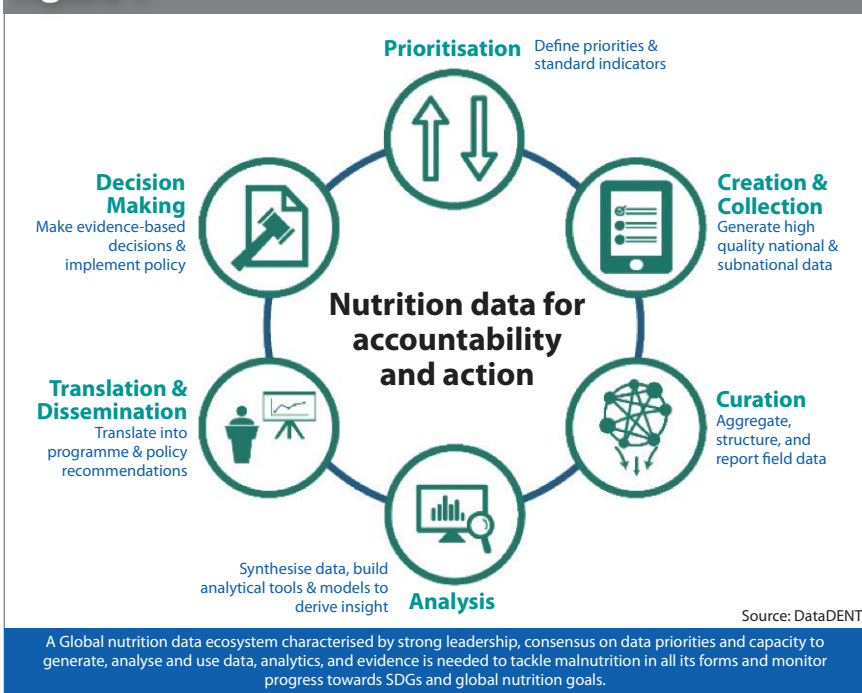 Prioritisation
Define priorities &
standard indicators
Creation &
Collection
Generate high
quality national &
subnational data
Curation
Aggregate,
structure, and
report field data
Analysis
Synthesise data, build
analytical tools & models to
derive insight
Translation &
Dissemination
Translate into
programme & policy
recommendations
Decision
Making
Make evidence-based
decisions &
implement policy
Nutrition data for
accountability
and action
Source: DataDENT
A Global nutrition data ecosystem characterised by strong leadership, consensus on data priorities and capacity to
generate, analyse and use data, analytics, and evidence is needed to tackle malnutrition in all its forms and monitor
progress towards SDGs and global nutrition goals.